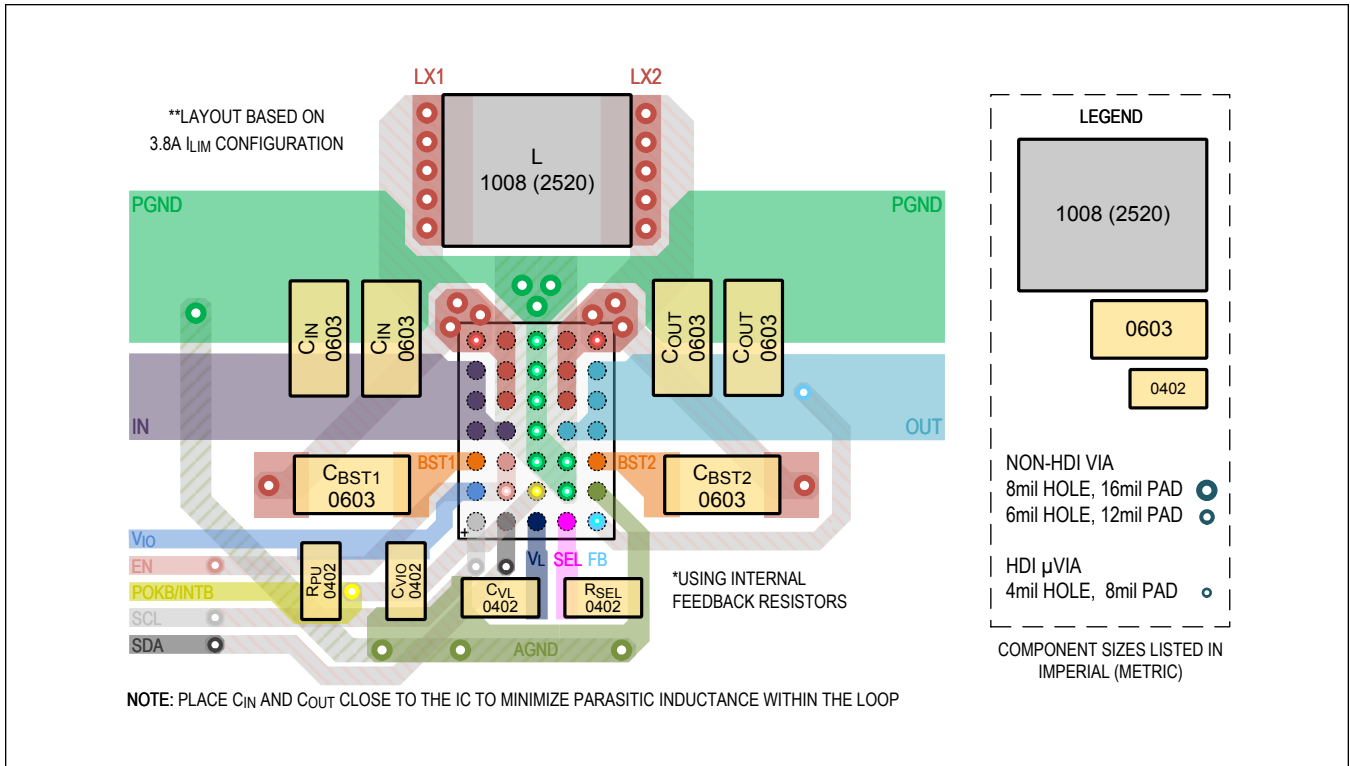 LX1
LX2
**LAYOUT BASED ON
3.8A ILIM CONFIGURATION
L
1008 (2520)
PGND
PGND
CIN
0603
CIN
0603
COUT
0603
COUT
0603
IN
OUT
BST1
BST2
CBST1
0603
CBST2
0603
VIO
EN
POKB/INTB
SCL
SDA
RPU
0402
CVIO
0402
+
VL
SEL
FB
CVL
0402
RSEL
0402
*USING INTERNAL
FEEDBACK RESISTORS
AGND
NOTE: PLACE CIN AND COUT CLOSE TO THE IC TO MINIMIZE PARASITIC INDUCTANCE WITHIN THE LOOP
LEGEND
1008 (2520)
0603
0402
NON-HDI VIA
8mil HOLE, 16mil PAD
6mil HOLE, 12mil PAD
HDI µVIA
4mil HOLE, 8mil PAD
COMPONENT SIZES LISTED IN
IMPERIAL (METRIC)